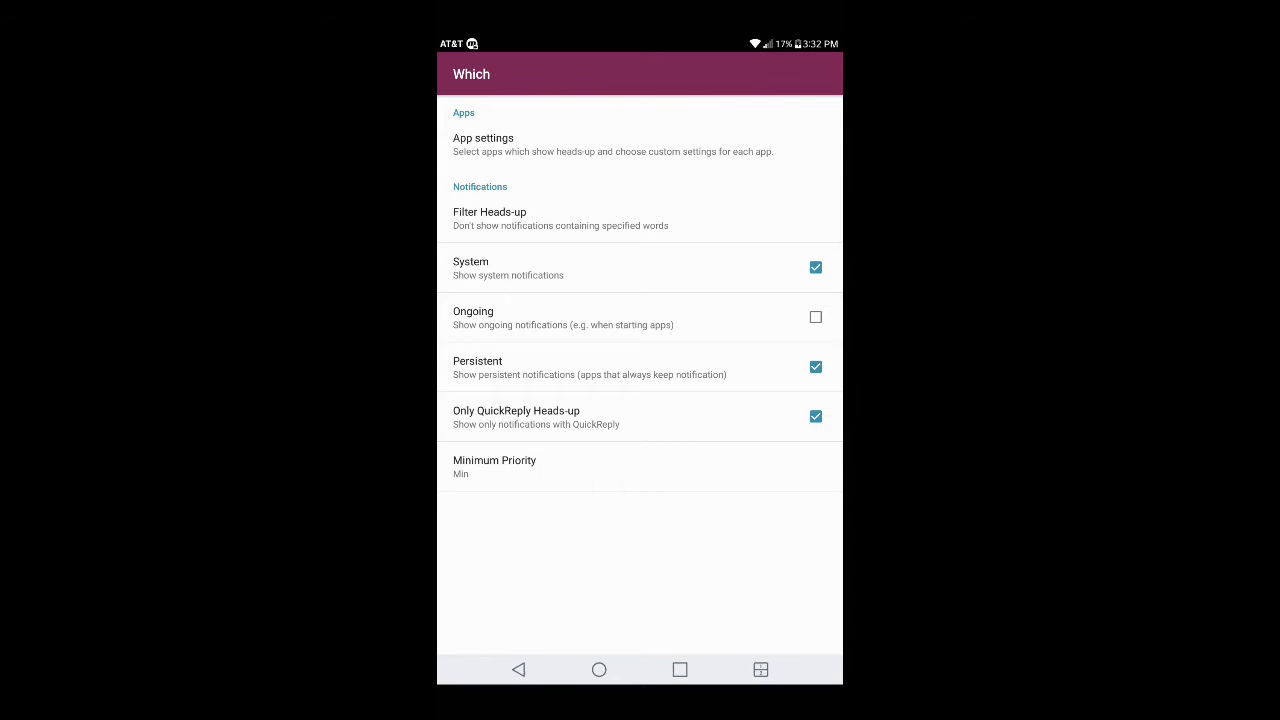 AT&T 17% 3:32 PM
Which
Apps
App settings
Select apps which show heads-up and choose custom settings for each app.
Notifications
Filter Heads-up
Don't show notifications containing specified words
System
Show system notifications
Ongoing
Show ongoing notifications (e.g. when starting apps)
Persistent
Show persistent notifications (apps that always keep notification)
Only QuickReply Heads-up
Show only notifications with QuickReply
Minimum Priority
Min